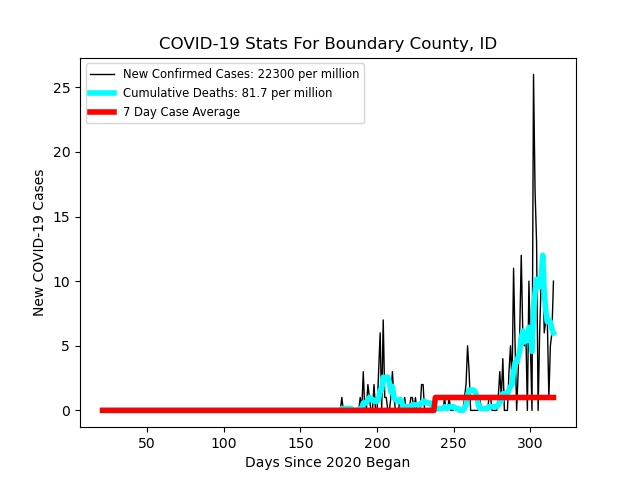 COVID-19 Stats For Boundary County, ID
New Confirmed Cases: 22300 per million
Cumulative Deaths: 81.7 per million
7 Day Case Average
New COVID-19 Cases
25
20
15
10
5
0
50 100 150 200 250 300
Days Since 2020 Began